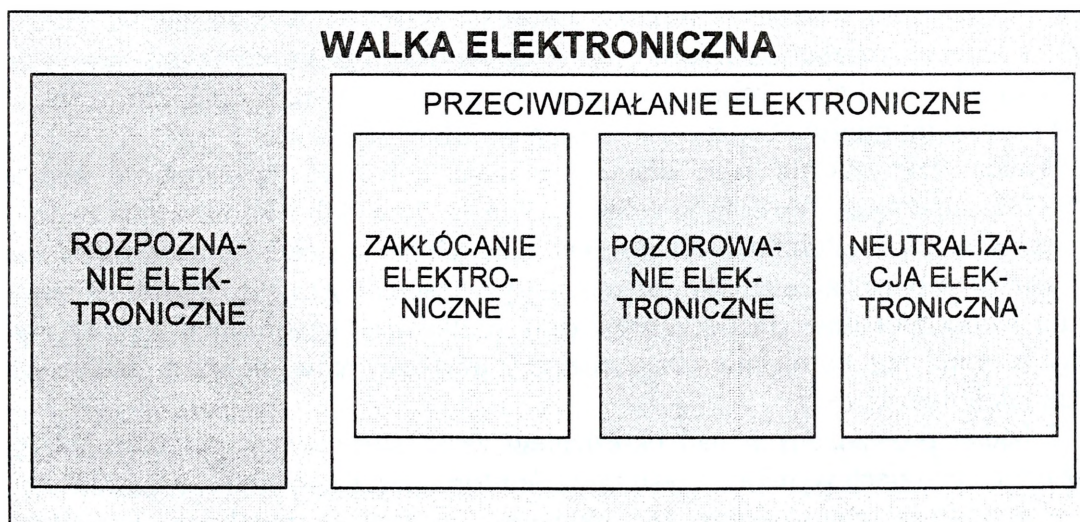 WALKA ELEKTRONICZNA
PRZECIWDZIAŁANIE ELEKTRONICZNE
ROZPOZNA-
NIE ELEK-
TRONICZNE
ZAKŁÓCANIE
ELEKTRO-
NICZNE
POZOROWA-
NIE ELEK-
TRONICZNE
NEUTRALIZA-
CJA ELEK-
TRONICZNA